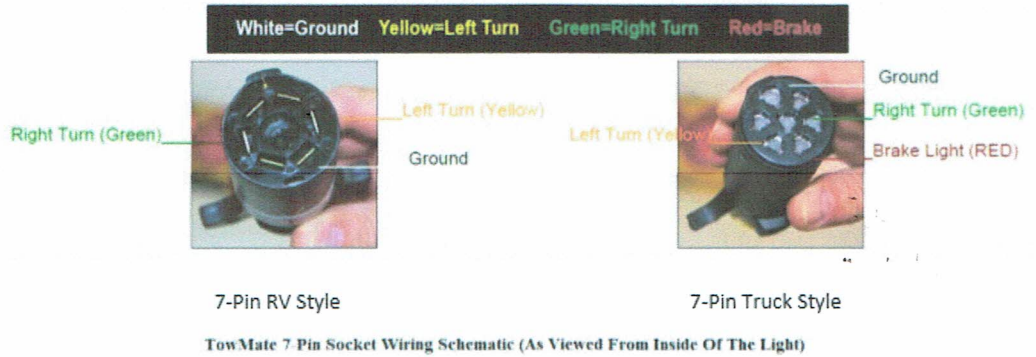 White=Ground Yellow=Left Turn Green=Right Turn Red=Brake
Ground
Left Turn (Yellow)
Right Turn (Green)
Right Turn (Green)
Left Turn (Yellow)
Ground
Brake Light (RED)
7-Pin RV Style
7-Pin Truck Style
TowMate 7-Pin Socket Wiring Schematic (As Viewed From Inside Of The Light)